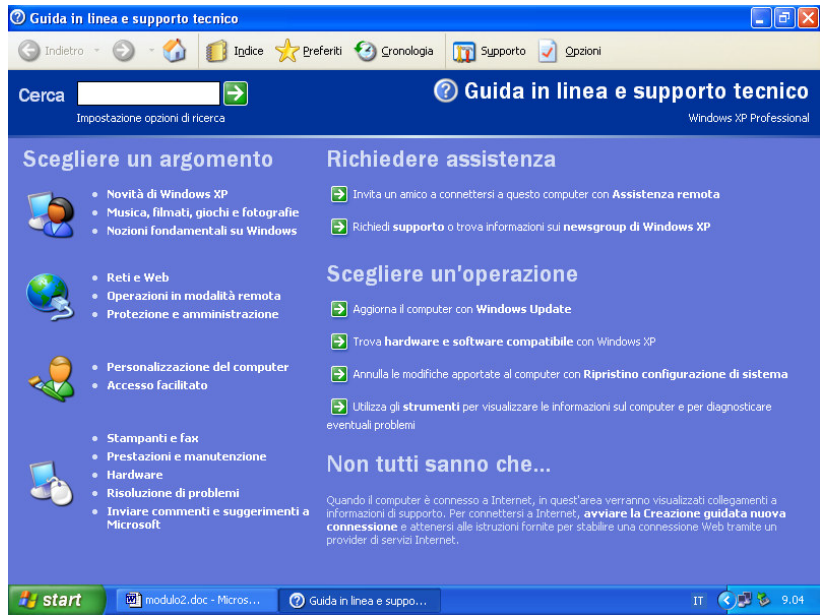 Guida in linea e supporto tecnico
Indietro
Indice
Preferiti
Cronologia
Supporto
Opzioni
Cerca
Impostazione opzioni di ricerca
Guida in linea e supporto tecnico
Windows XP Professional
Scegliere un argomento
Novità di Windows XP
Musica, filmati, giochi e fotografie
Nozioni fondamentali su Windows
Reti e Web
Operazioni in modalità remota
Protezione e amministrazione
Personalizzazione del computer
Accesso facilitato
Stampanti e fax
Prestazioni e manutenzione
Hardware
Risoluzione di problemi
Inviare commenti e suggerimenti a
Microsoft
Richiedere assistenza
Invita un amico a connettersi a questo computer con Assistenza remota
Richiedi supporto o trova informazioni sui newsgroup di Windows XP
Scegliere un'operazione
Aggiorna il computer con Windows Update
Trova hardware e software compatibile con Windows XP
Annulla le modifiche apportate al computer con Ripristino configurazione di sistema
Utilizza gli strumenti per visualizzare le informazioni sul computer e per diagnosticare
eventuali problemi
Non tutti sanno che...
Quando il computer è connesso a Internet, in quest'area verranno visualizzati collegamenti a
informazioni di supporto. Per connettersi a Internet, avviare la Creazione guidata nuova
connessione e attenersi alle istruzioni fornite per stabilire una connessione Web tramite un
provider di servizi Internet.
start
modulo2.doc - Micros...
Guida in linea e suppo...
IT
9.04